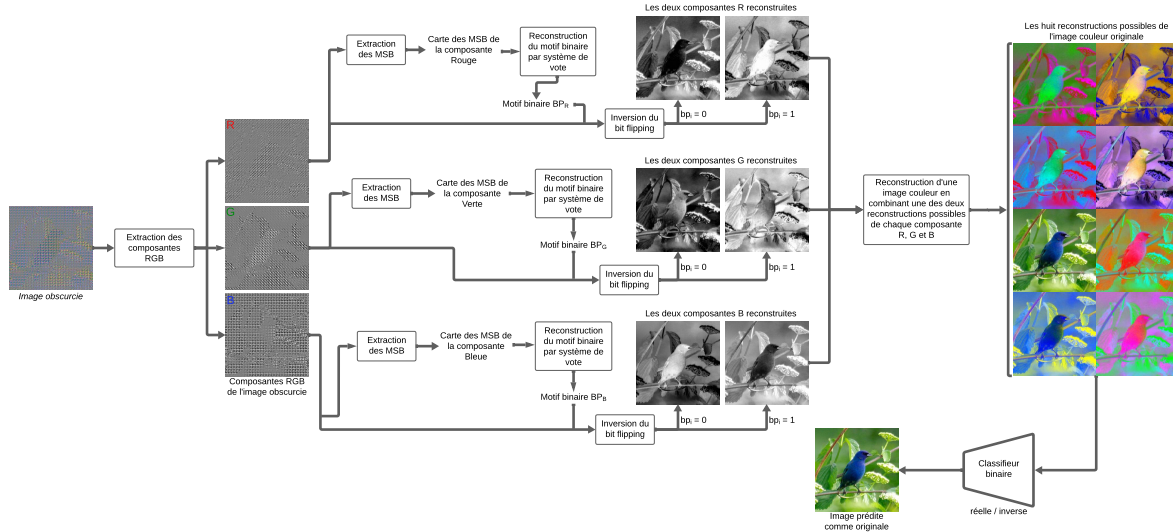 Image obscurcie
Extraction des
composantes
RGB
R
G
B
Composantes RGB
de l'image obscurcie
Extraction
des MSB
Carte des MSB de
la composante
Rouge
Reconstruction
du motif binaire
par système de
vote
Motif binaire BPR
Inversion du
bit flipping
Les deux composantes R reconstruites
bpi = 0
bpi = 1
Extraction
des MSB
Carte des MSB de
la composante
Verte
Reconstruction
du motif binaire
par système de
vote
Motif binaire BPG
Inversion du
bit flipping
Les deux composantes G reconstruites
bpi = 0
bpi = 1
Extraction
des MSB
Carte des MSB de
la composante
Bleue
Reconstruction
du motif binaire
par système de
vote
Motif binaire BPB
Inversion du
bit flipping
Les deux composantes B reconstruites
bpi = 0
bpi = 1
Reconstruction d'une
image couleur en
combinant une des deux
reconstructions possibles
de chaque composante
R, G et B
Les huit reconstructions possibles de
l'image couleur originale
Classifieur
binaire
réelle / inverse
Image prédite
comme originale